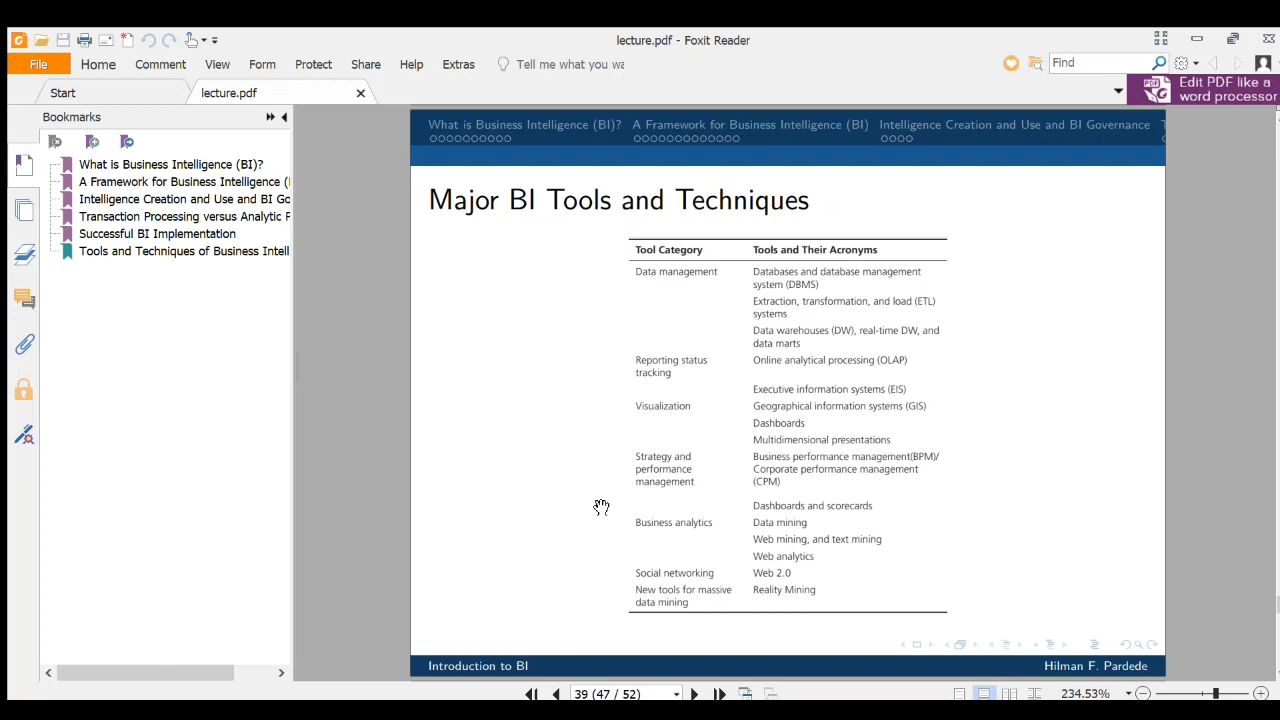 lecture.pdf - Foxit Reader
File Home Comment View Form Protect Share Help Extras Tell me what you wa Find
Start lecture.pdf Edit PDF like a
word processor
Bookmarks
What is Business Intelligence (BI)?
A Framework for Business Intelligence (
Intelligence Creation and Use and BI Go
Transaction Processing versus Analytic P
Successful BI Implementation
Tools and Techniques of Business Intell
What is Business Intelligence (BI)? A Framework for Business Intelligence (BI) Intelligence Creation and Use and BI Governance
Major BI Tools and Techniques
Tool Category Tools and Their Acronyms
Data management Databases and database management
system (DBMS)
Extraction, transformation, and load (ETL)
systems
Data warehouses (DW), real-time DW, and
data marts
Reporting status Online analytical processing (OLAP)
tracking
Executive information systems (EIS)
Visualization Geographical information systems (GIS)
Dashboards
Multidimensional presentations
Strategy and Business performance management(BPM)/
performance Corporate performance management
management (CPM)
Dashboards and scorecards
Business analytics Data mining
Web mining, and text mining
Web analytics
Social networking Web 2.0
New tools for massive Reality Mining
data mining
Introduction to BI Hilman F. Pardede
39 (47 / 52) 234.53%